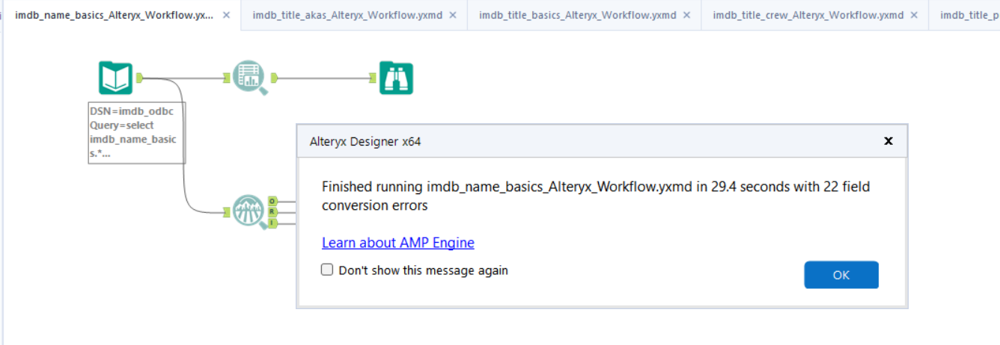 imdb_name_basics_Alteryx_Workflow.yx... ×
imdb_title_akas_Alteryx_Workflow.yxmd ×
imdb_title_basics_Alteryx_Workflow.yxmd ×
imdb_title_crew_Alteryx_Workflow.yxmd ×
imdb_title_p
DSN=imdb_odbc
Query=select
imdb_name_basic
s.*...
O
R
I
Alteryx Designer x64
x
Finished running imdb_name_basics_Alteryx_Workflow.yxmd in 29.4 seconds with 22 field
conversion errors
Learn about AMP Engine
Don't show this message again
OK